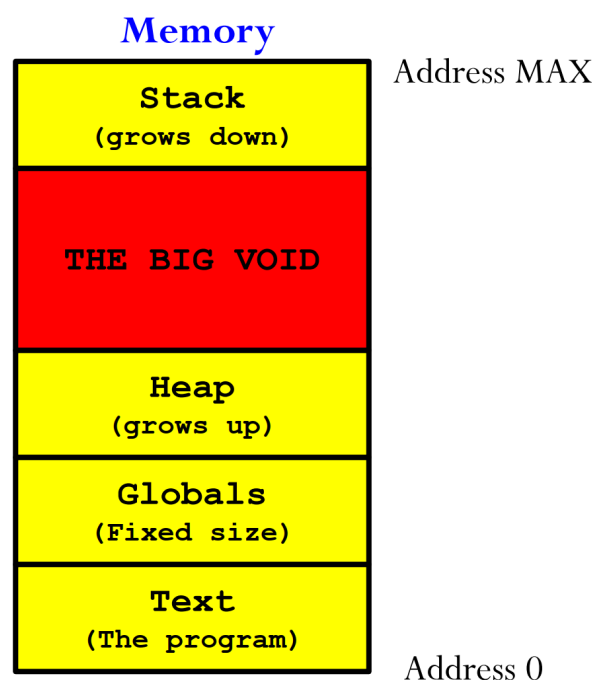 Memory
Address MAX
Stack
(grows down)
THE BIG VOID
Heap
(grows up)
Globals
(Fixed size)
Text
(The program)
Address 0